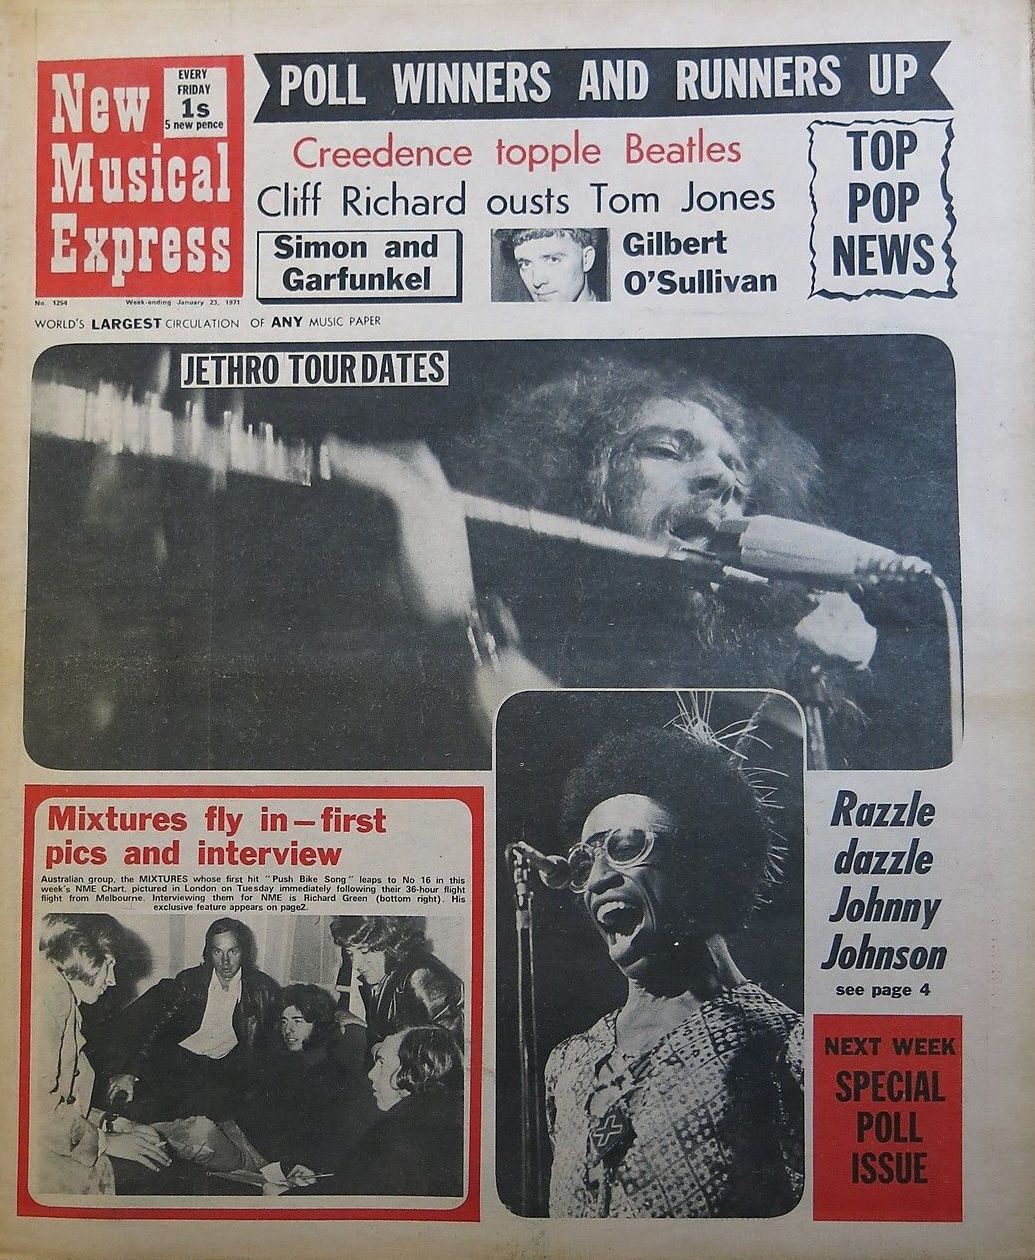 New
Musical
Express
EVERY
FRIDAY
1s
5 new pence
No. 1254 Week-ending January 23, 1971
WORLD'S LARGEST CIRCULATION OF ANY MUSIC PAPER
POLL WINNERS AND RUNNERS UP
Creedence topple Beatles
Cliff Richard ousts Tom Jones
Simon and
Garfunkel
Gilbert
O'Sullivan
TOP
POP
NEWS
JETHRO TOUR DATES
Mixtures fly in—first
pics and interview
Australian group, the MIXTURES whose first hit "Push Bike Song" leaps to No 16 in this
week's NME Chart, pictured in London on Tuesday immediately following their 36-hour flight
flight from Melbourne. Interviewing them for NME is Richard Green (bottom right). His
exclusive feature appears on page2.
Razzle
dazzle
Johnny
Johnson
see page 4
NEXT WEEK
SPECIAL
POLL
ISSUE